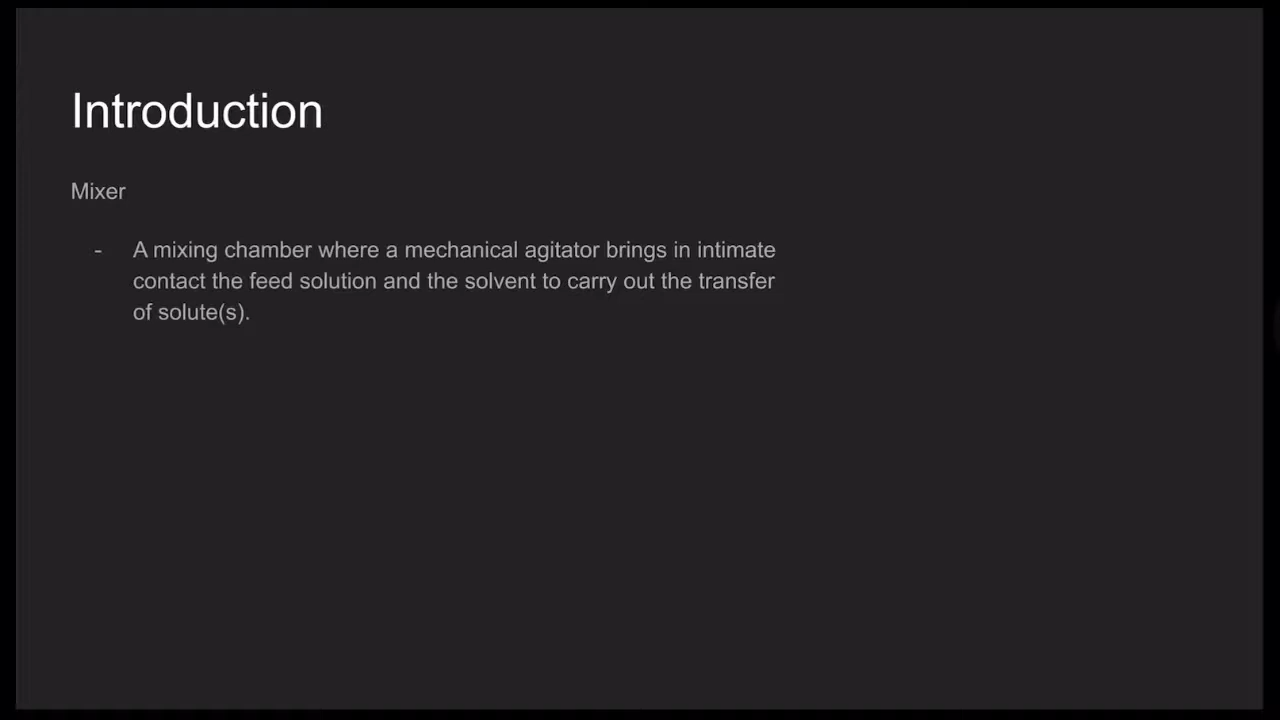 Introduction
Mixer
- A mixing chamber where a mechanical agitator brings in intimate
contact the feed solution and the solvent to carry out the transfer
of solute(s).